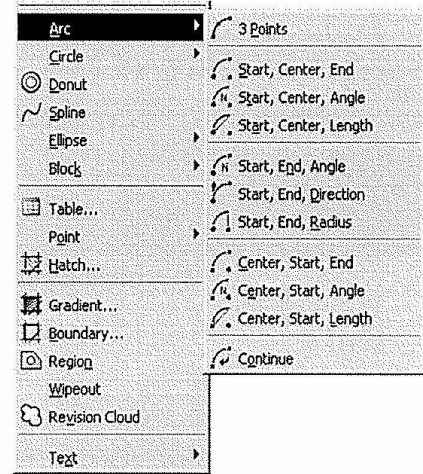 Arc
Circle
Donut
Spline
Ellipse
Block
Table...
Point
Hatch...
Gradient...
Boundary...
Region
Wipeout
Revision Cloud
Text
3 Points
Start, Center, End
Start, Center, Angle
Start, Center, Length
Start, End, Angle
Start, End, Direction
Start, End, Radius
Center, Start, End
Center, Start, Angle
Center, Start, Length
Continue